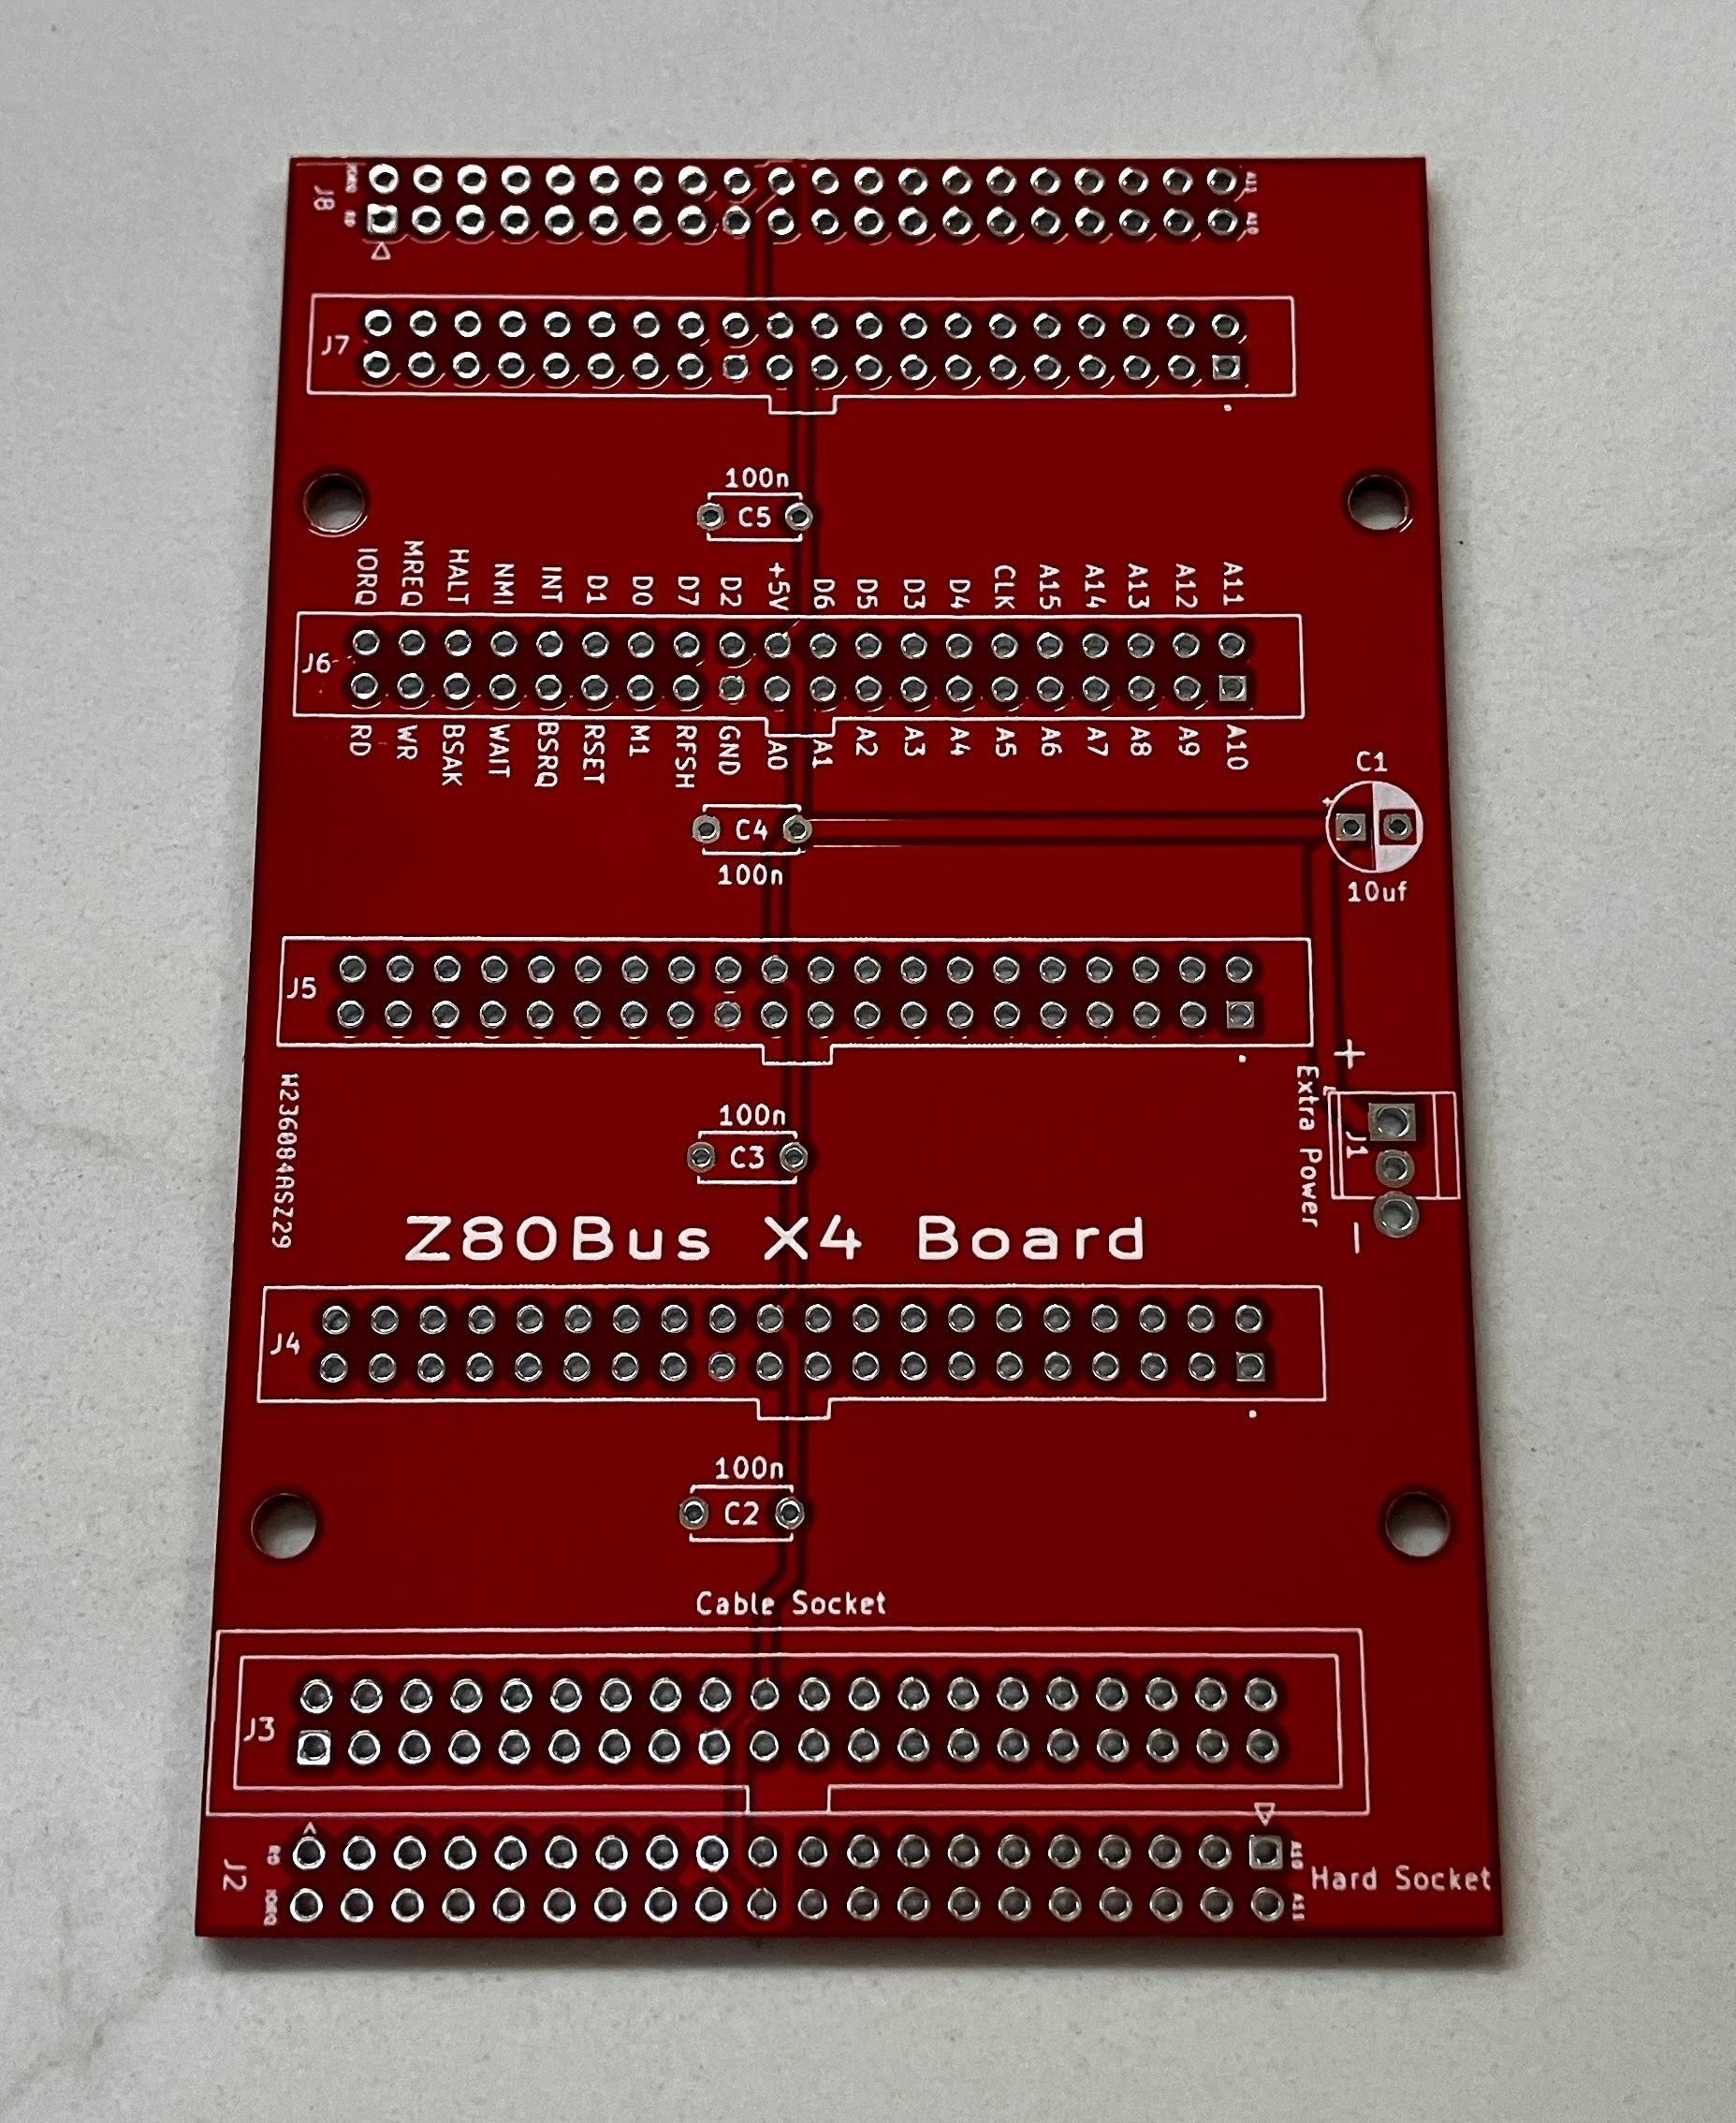 IORQ A11
J8 RD A10
J7
100n
C5
IORQ MREQ HALT NMI INT D1 D0 D7 D2 +5V D6 D5 D3 D4 CLK A15 A14 A13 A12 A11
J6
RD WR BSAK WAIT BSRQ RSET M1 RFSH GND A0 A1 A2 A3 A4 A5 A6 A7 A8 A9 A10
C1
C4
100n
10uf
J5
+
Extra Power
J1
-
W236084ASZ29
100n
C3
Z80Bus X4 Board
J4
100n
C2
Cable Socket
J3
J2
RD A10
Hard Socket
IORQ A11